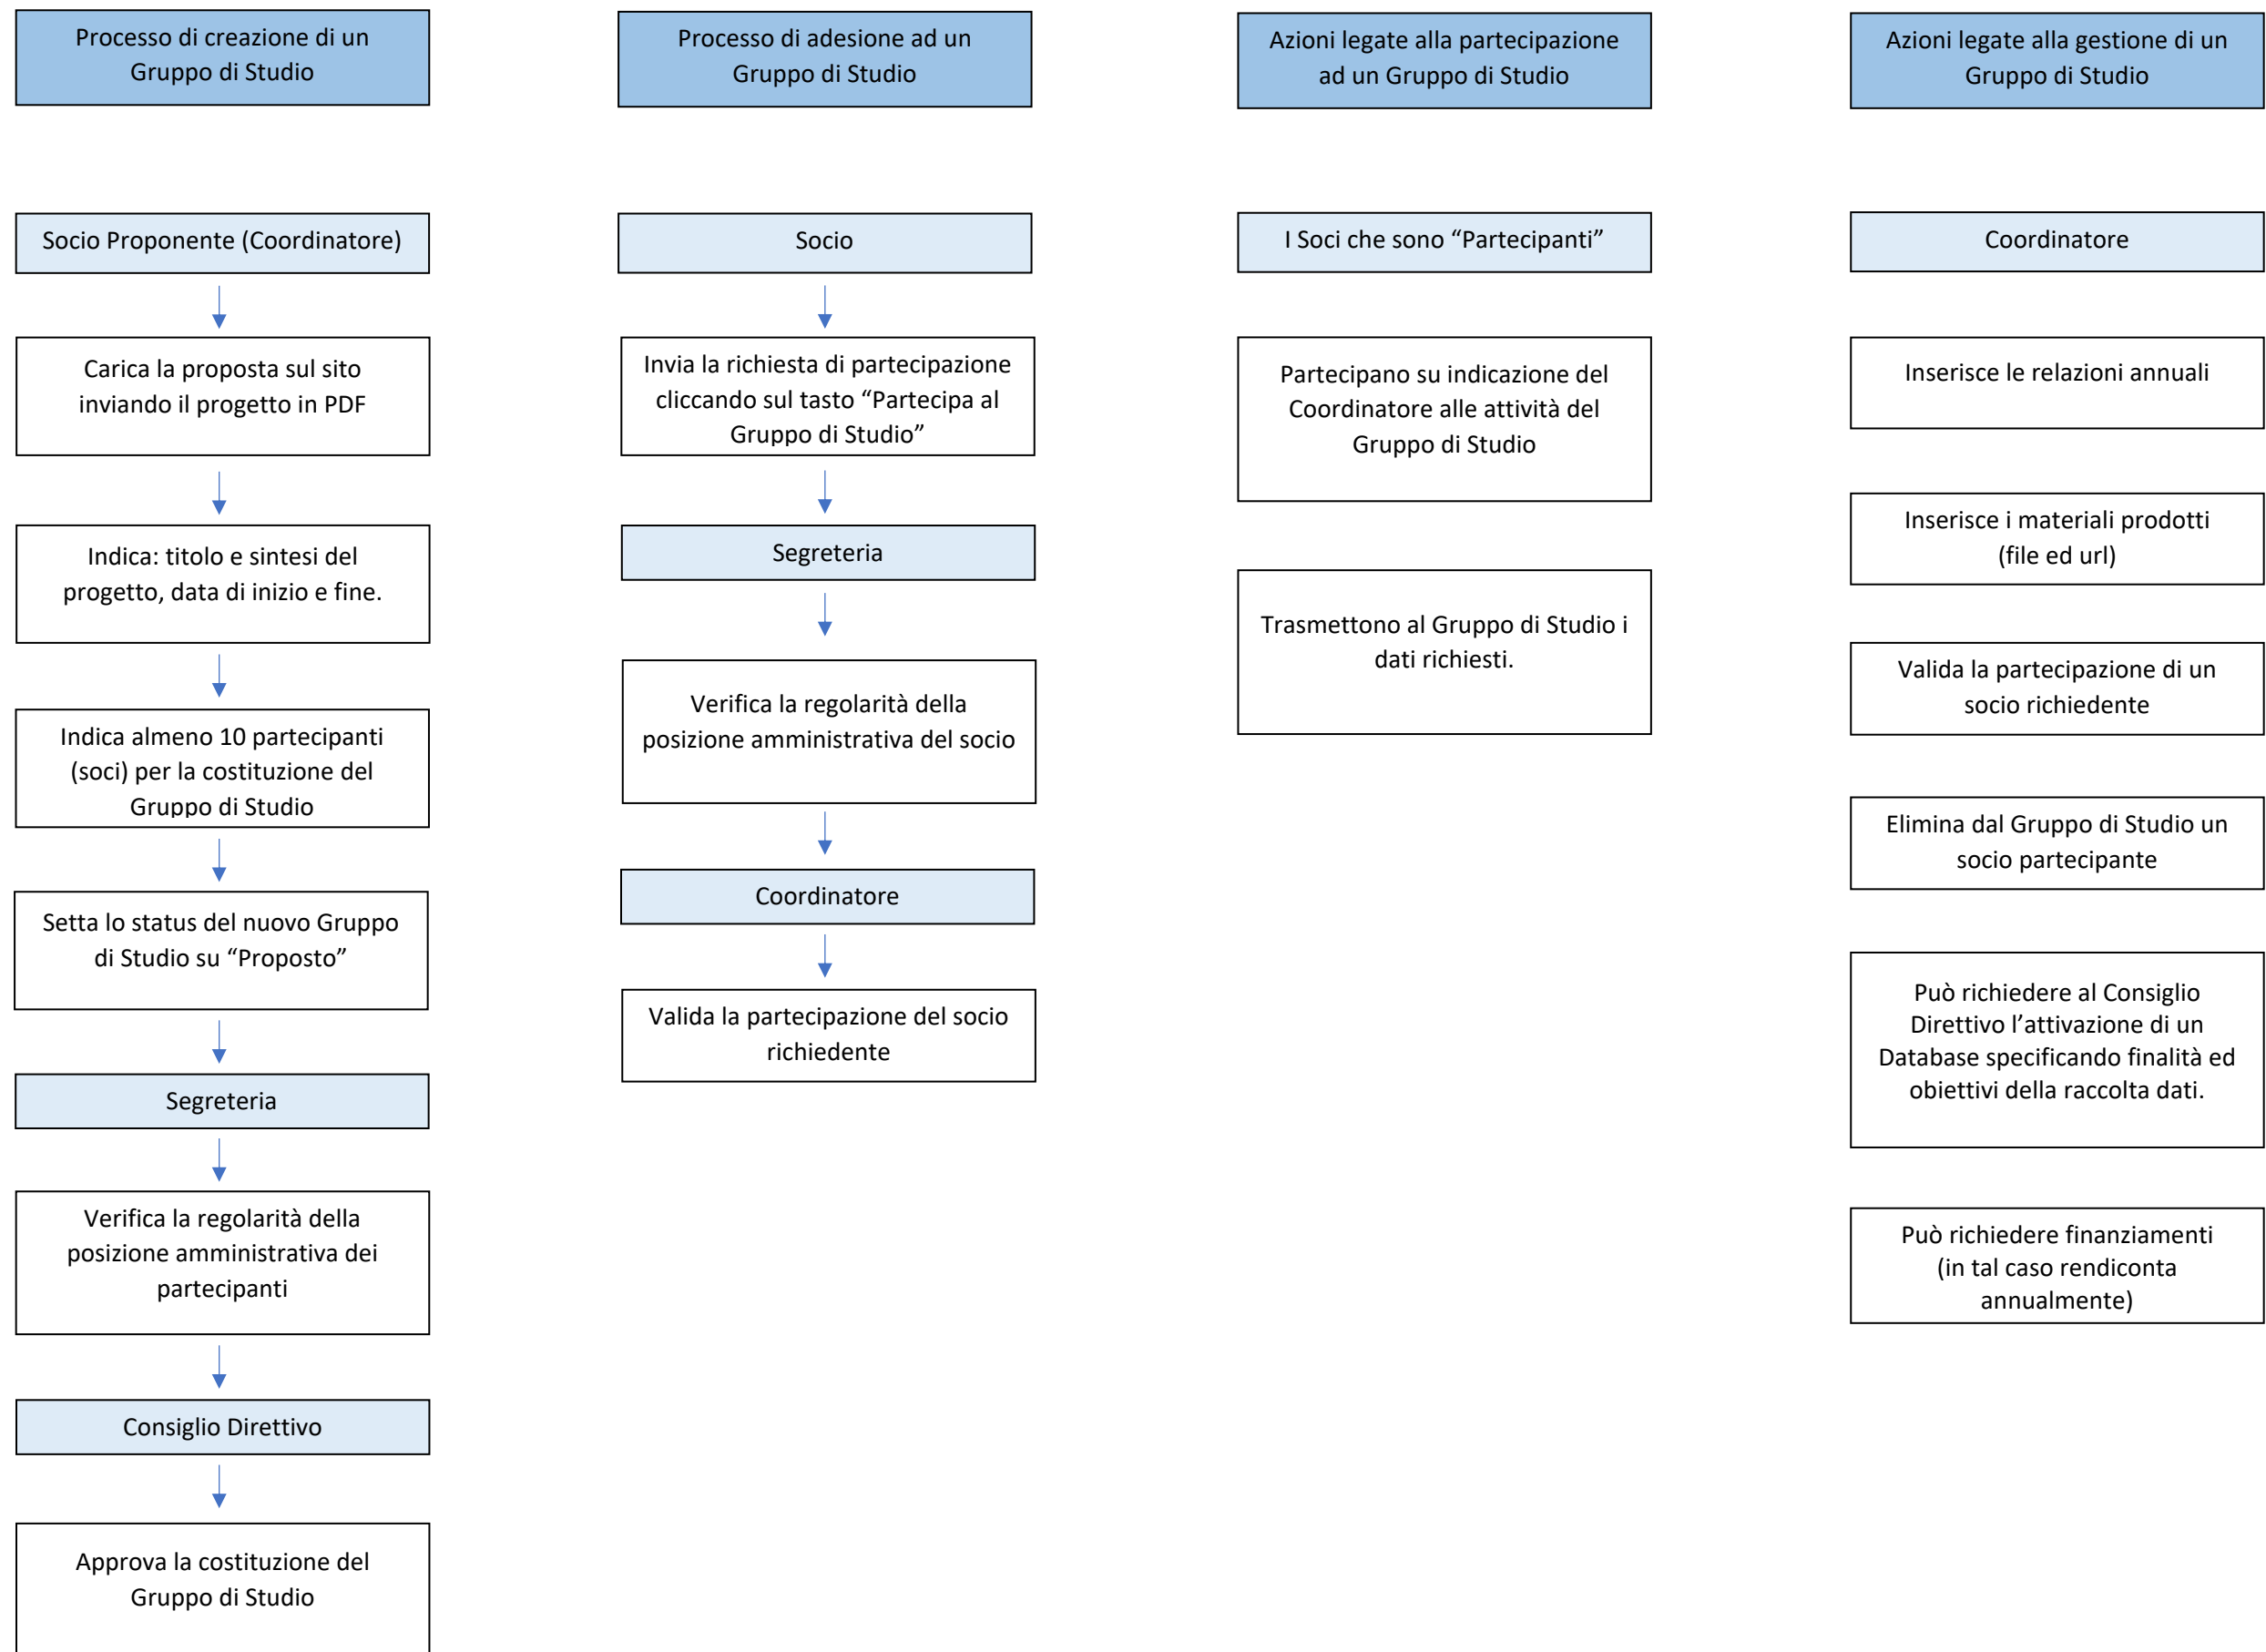 Processo di creazione di un
Gruppo di Studio
Socio Proponente (Coordinatore)
Carica la proposta sul sito
inviando il progetto in PDF
Indica: titolo e sintesi del
progetto, data di inizio e fine.
Indica almeno 10 partecipanti
(soci) per la costituzione del
Gruppo di Studio
Setta lo status del nuovo Gruppo
di Studio su “Proposto”
Segreteria
Verifica la regolarità della
posizione amministrativa dei
partecipanti
Consiglio Direttivo
Approva la costituzione del
Gruppo di Studio
Processo di adesione ad un
Gruppo di Studio
Socio
Invia la richiesta di partecipazione
cliccando sul tasto “Partecipa al
Gruppo di Studio”
Segreteria
Verifica la regolarità della
posizione amministrativa del socio
Coordinatore
Valida la partecipazione del socio
richiedente
Azioni legate alla partecipazione
ad un Gruppo di Studio
I Soci che sono “Partecipanti”
Partecipano su indicazione del
Coordinatore alle attività del
Gruppo di Studio
Trasmettono al Gruppo di Studio i
dati richiesti.
Azioni legate alla gestione di un
Gruppo di Studio
Coordinatore
Inserisce le relazioni annuali
Inserisce i materiali prodotti
(file ed url)
Valida la partecipazione di un
socio richiedente
Elimina dal Gruppo di Studio un
socio partecipante
Può richiedere al Consiglio
Direttivo l’attivazione di un
Database specificando finalità ed
obiettivi della raccolta dati.
Può richiedere finanziamenti
(in tal caso rendiconta
annualmente)